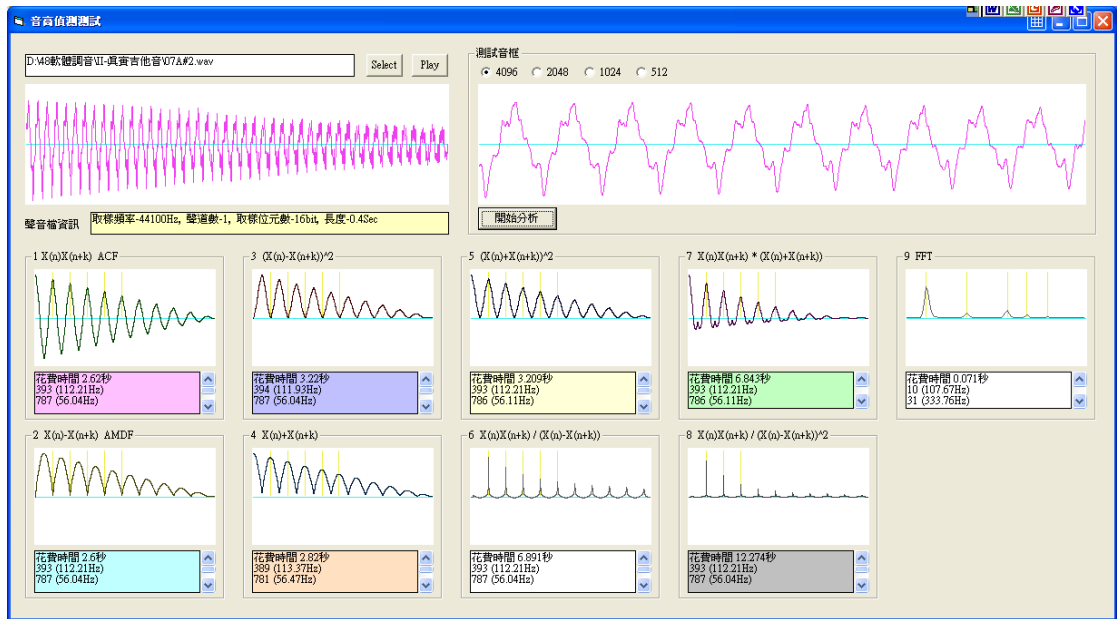 音高偵測測試
D:\48軟體調音\II-真實吉他音\07A#2.wav
Select
Play
聲音檔資訊
取樣頻率-44100Hz, 聲道數-1, 取樣位元數-16bit, 長度-0.4Sec
測試音框
4096
2048
1024
512
開始分析
1 X(n)X(n+k) ACF
花費時間 2.62秒
393 (112.21Hz)
787 (56.04Hz)
3 (X(n)-X(n+k))^2
花費時間 3.22秒
394 (111.93Hz)
787 (56.04Hz)
5 (X(n)+X(n+k))^2
花費時間 3.209秒
393 (112.21Hz)
786 (56.11Hz)
7 X(n)X(n+k) * (X(n)+X(n+k))
花費時間 6.843秒
393 (112.21Hz)
786 (56.11Hz)
9 FFT
花費時間 0.071秒
10 (107.67Hz)
31 (333.76Hz)
2 X(n)-X(n+k) AMDF
花費時間 2.6秒
393 (112.21Hz)
787 (56.04Hz)
4 X(n)+X(n+k)
花費時間 2.82秒
389 (113.37Hz)
781 (56.47Hz)
6 X(n)X(n+k) / (X(n)-X(n+k))
花費時間 6.891秒
393 (112.21Hz)
787 (56.04Hz)
8 X(n)X(n+k) / (X(n)-X(n+k))^2
花費時間 12.274秒
393 (112.21Hz)
787 (56.04Hz)